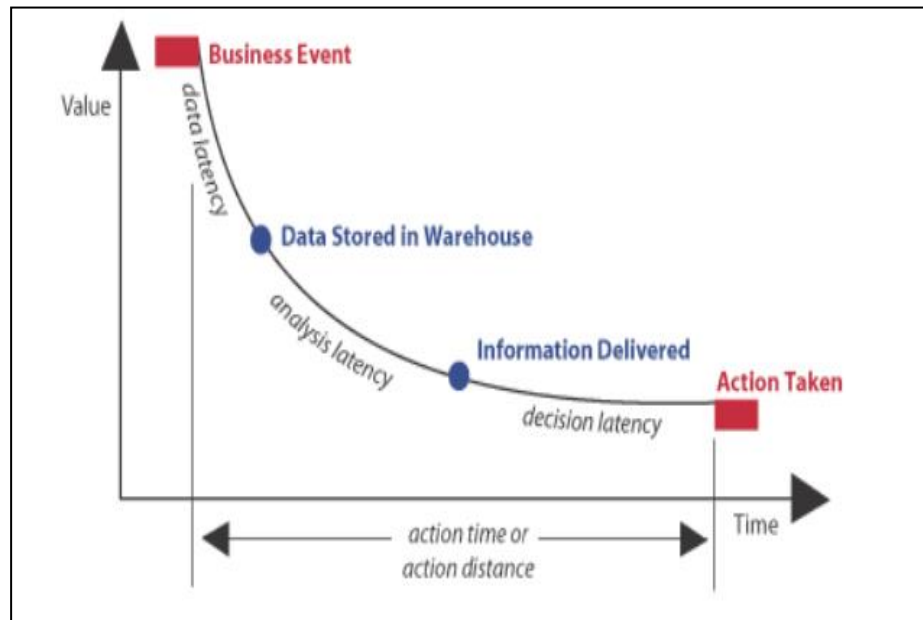 Business Event
Value
data latency
Data Stored in Warehouse
analysis latency
Information Delivered
Action Taken
decision latency
Time
action time or
action distance